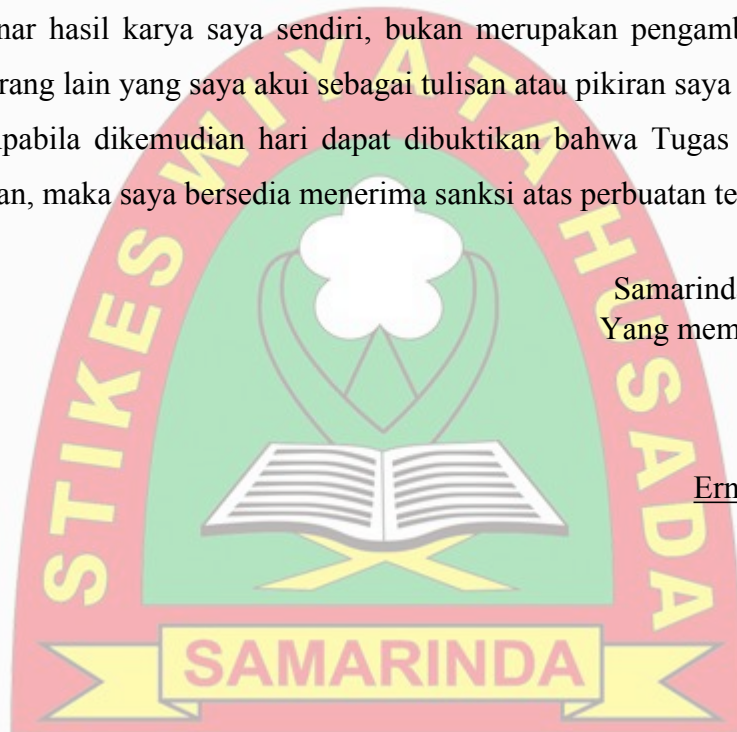 nar hasil karya saya sendiri, bukan merupakan pengamb
rang lain yang saya akui sebagai tulisan atau pikiran saya
pabila dikemudian hari dapat dibuktikan bahwa Tugas
an, maka saya bersedia menerima sanksi atas perbuatan te
STIKES WIYATA HUSADA
Samarind
Yang mem
Ern
SAMARINDA